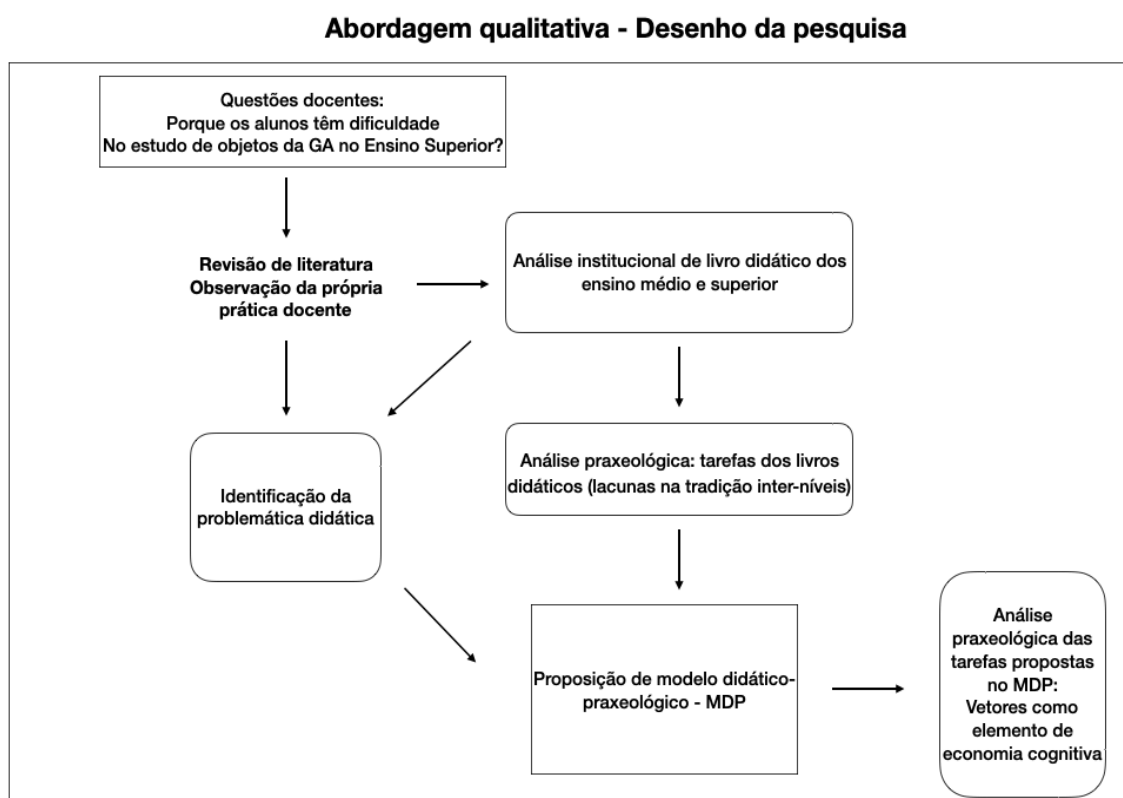 Abordagem qualitativa - Desenho da pesquisa
Questões docentes:
Porque os alunos têm dificuldade
No estudo de objetos da GA no Ensino Superior?
Revisão de literatura
Observação da própria
prática docente
Análise institucional de livro didático dos
ensino médio e superior
Identificação da
problemática didática
Análise praxeológica: tarefas dos livros
didáticos (lacunas na tradição inter-níveis)
Proposição de modelo didático-
praxeológico - MDP
Análise
praxeológica das
tarefas propostas
no MDP:
Vetores como
elemento de
economia cognitiva